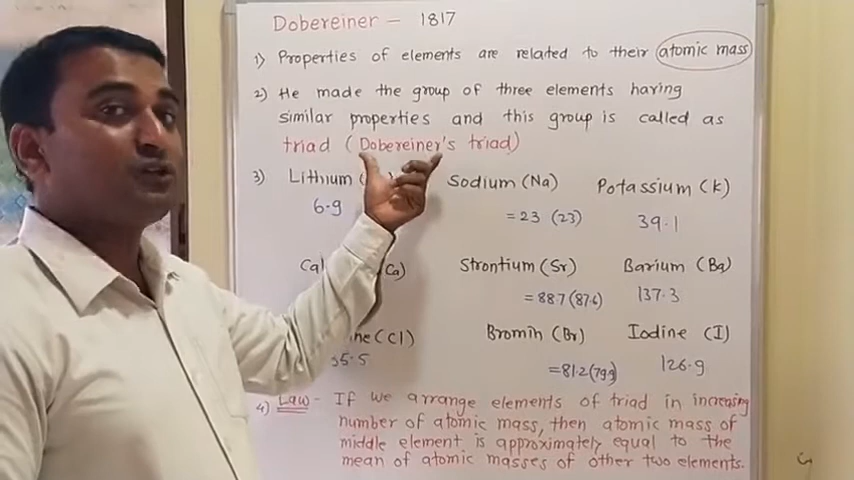 Dobereiner - 1817
1) Properties of elements are related to their atomic mass
2) He made the group of three elements having
similar properties and this group is called as
triad (Dobereiner's triad)
3) Lithium Sodium (Na) Potassium (K)
6.9 = 23 (23) 39.1
Strontium (Sr) Barium (Ba)
= 88.7 (87.6) 137.3
(Cl) Bromin (Br) Iodine (I)
35.5 = 81.2 (79.9) 126.9
4) Law - If we arrange elements of triad in increasing
number of atomic mass, then atomic mass of
middle element is approximately equal to the
mean of atomic masses of other two elements.